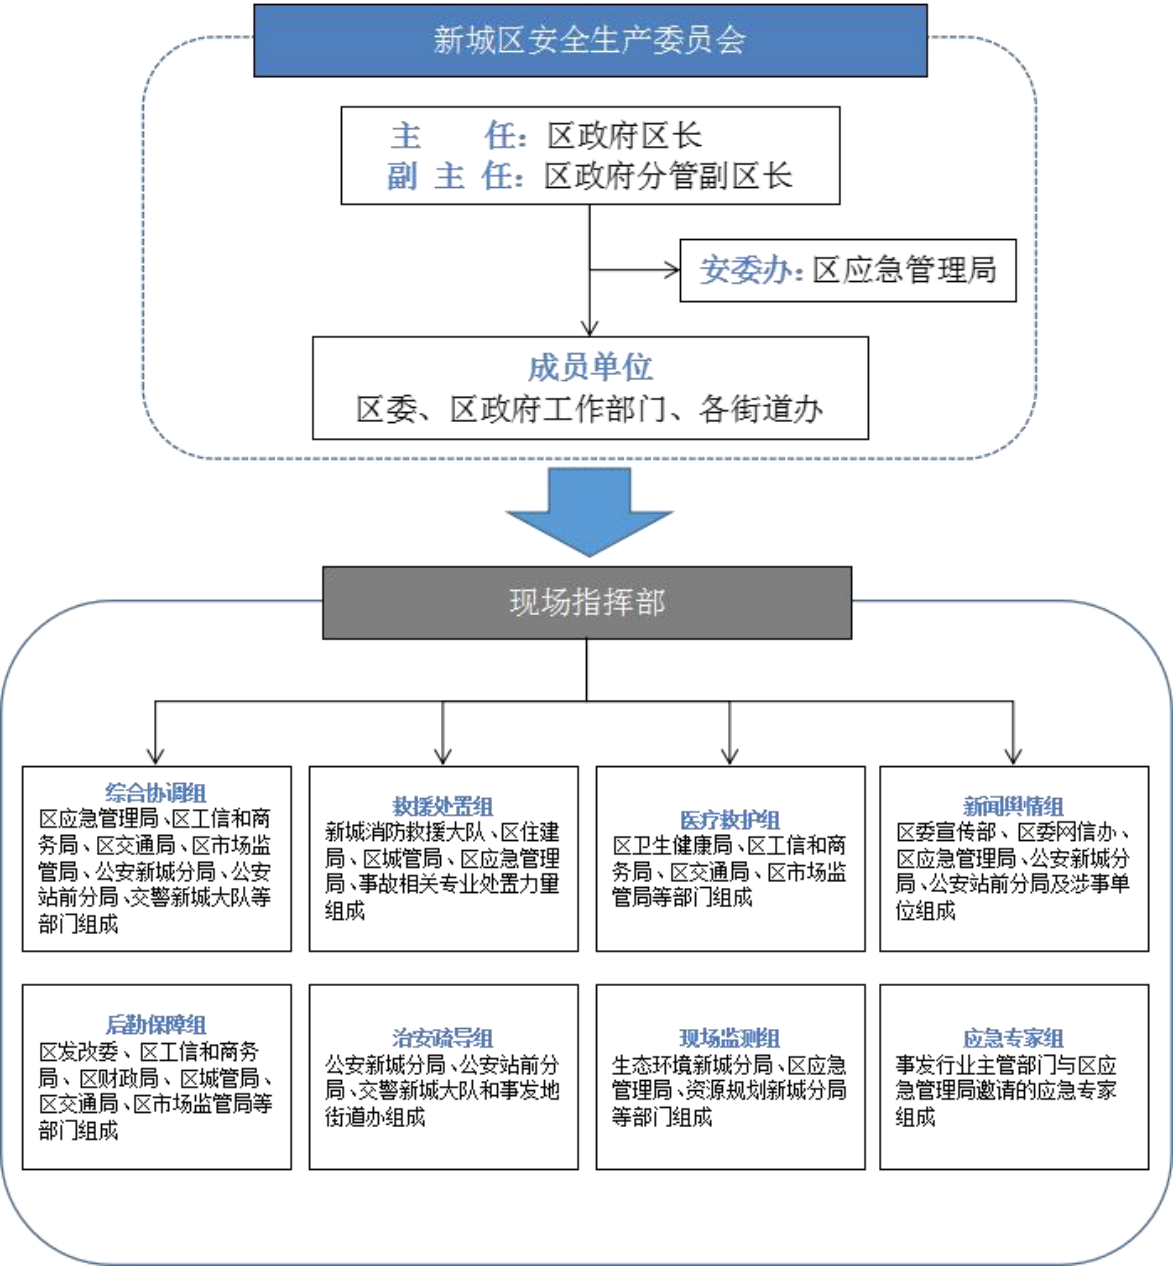 新城区安全生产委员会
主　　任：区政府区长
副 主 任：区政府分管副区长
安委办：区应急管理局
成员单位
区委、区政府工作部门、各街道办
现场指挥部
综合协调组
区应急管理局、区工信和商
务局、区交通局、区市场监
管局、公安新城分局、公安
站前分局、交警新城大队等
部门组成
救援处置组
新城消防救援大队、区住建
局、区城管局、区应急管理
局、事故相关专业处置力量
组成
医疗救护组
区卫生健康局、区工信和商
务局、区交通局、区市场监
管局等部门组成
新闻舆情组
区委宣传部、区委网信办、
区应急管理局、公安新城分
局、公安站前分局及涉事单
位组成
后勤保障组
区发改委、区工信和商务
局、区财政局、区城管局、
区交通局、区市场监管局等
部门组成
治安疏导组
公安新城分局、公安站前分
局、交警新城大队和事发地
街道办组成
现场监测组
生态环境新城分局、区应急
管理局、资源规划新城分局
等部门组成
应急专家组
事发行业主管部门与区应
急管理局邀请的应急专家
组成